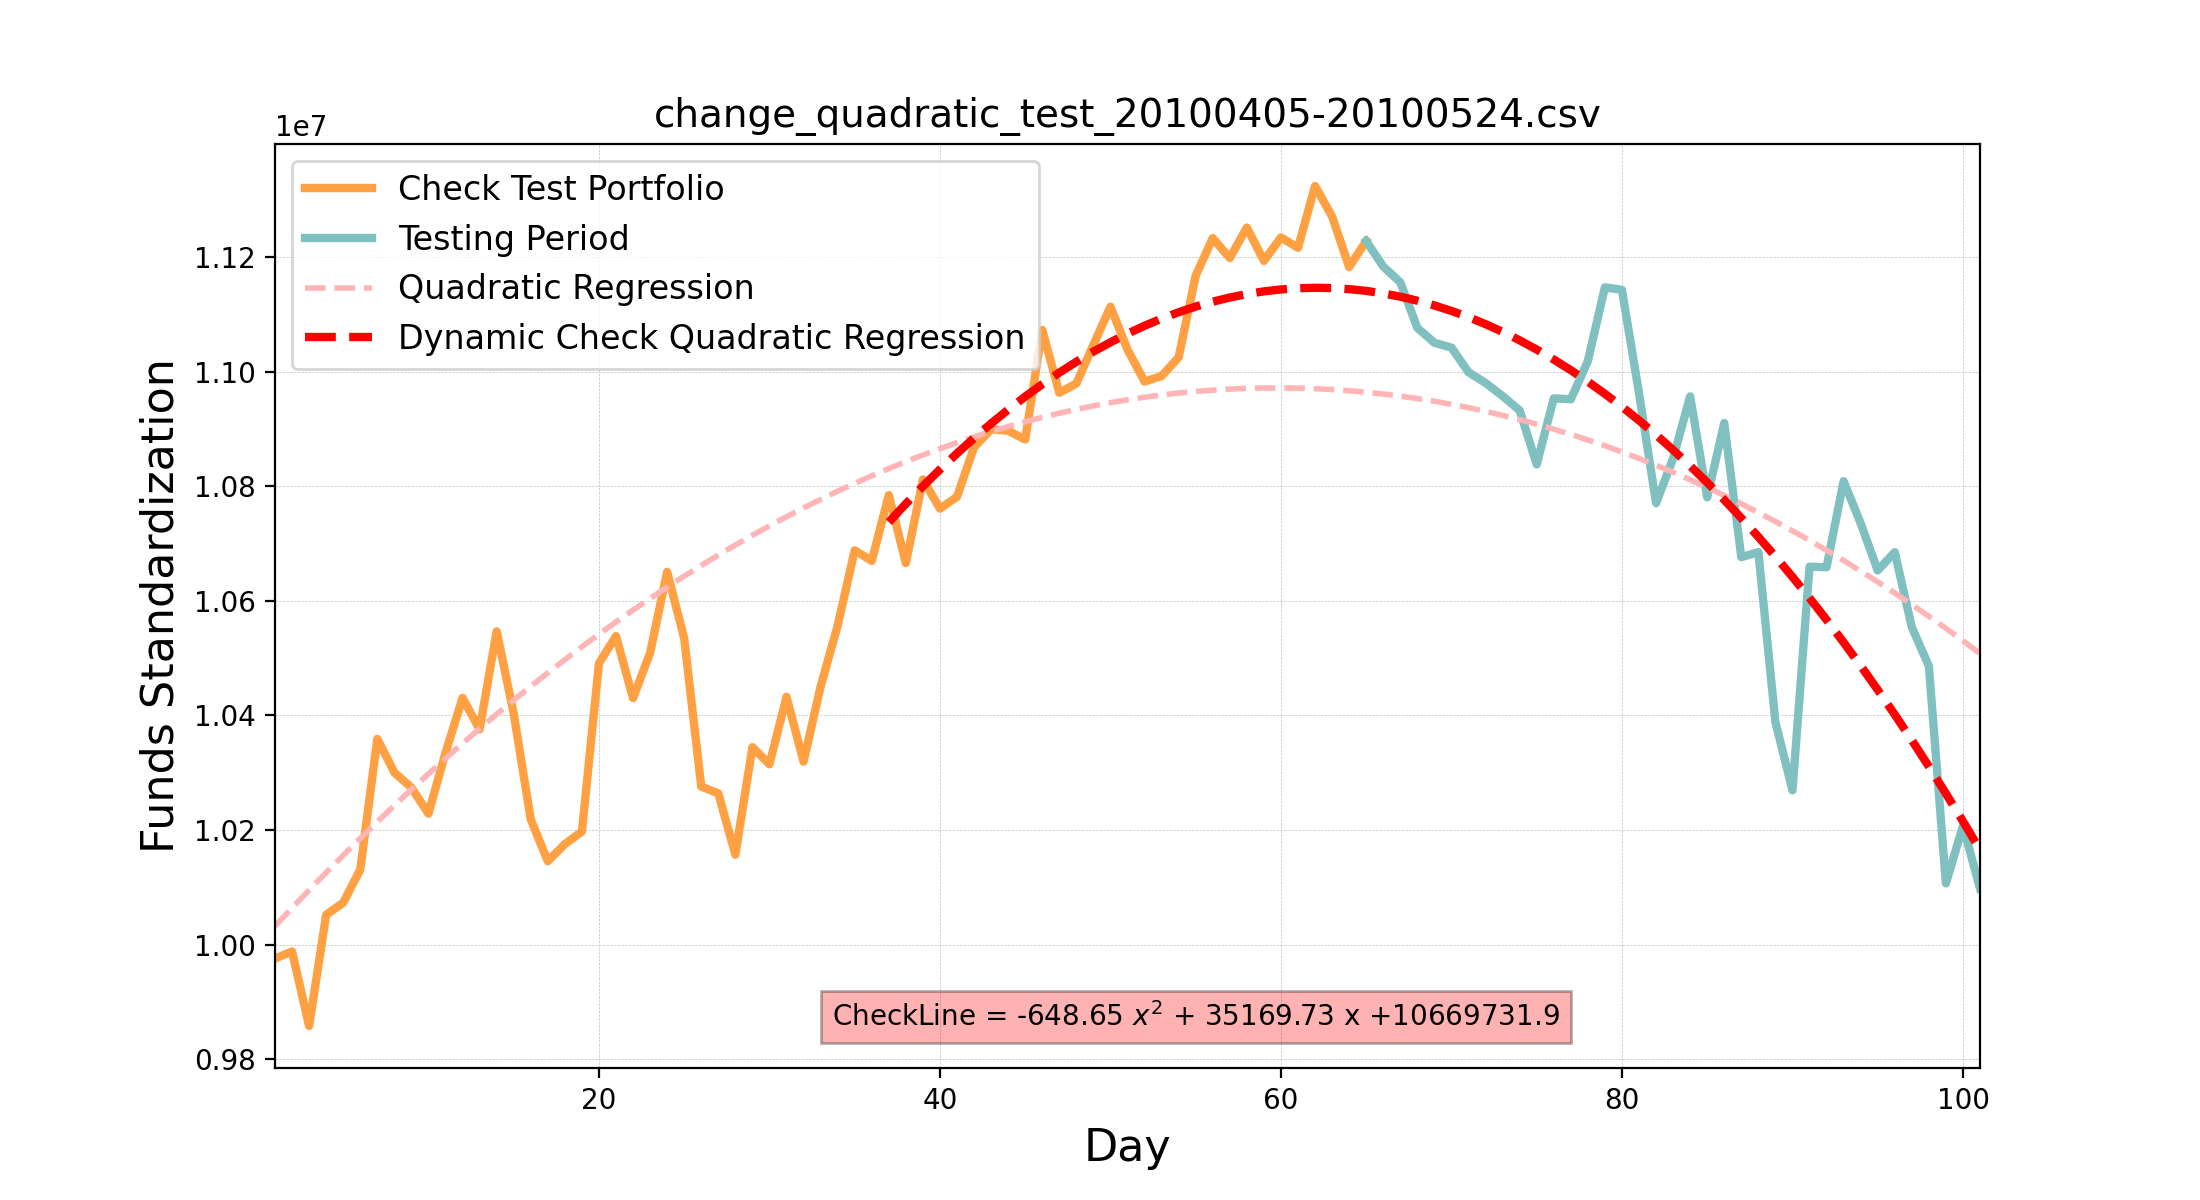 change_quadratic_test_20100405-20100524.csv
1e7
Check Test Portfolio
Testing Period
Quadratic Regression
Dynamic Check Quadratic Regression
1.12
1.10
1.08
1.06
1.04
1.02
1.00
0.98
Funds Standardization
CheckLine = -648.65 x² + 35169.73 x +10669731.9
20 40 60 80 100
Day